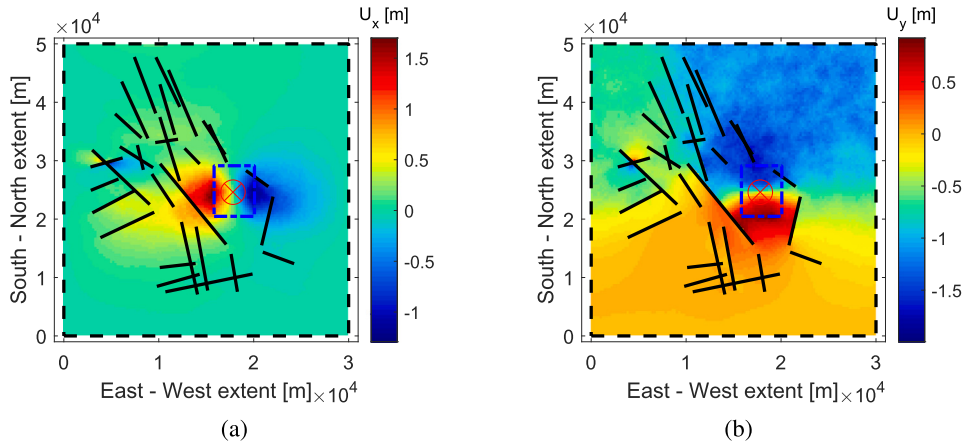 U_x [m]
×10^4
5
4
3
2
1
0
South - North extent [m]
0 1 2 3
East - West extent [m] ×10^4
1.5
1
0.5
0
-0.5
-1
(a)
U_y [m]
×10^4
5
4
3
2
1
0
South - North extent [m]
0 1 2 3
East - West extent [m] ×10^4
0.5
0
-0.5
-1
-1.5
(b)